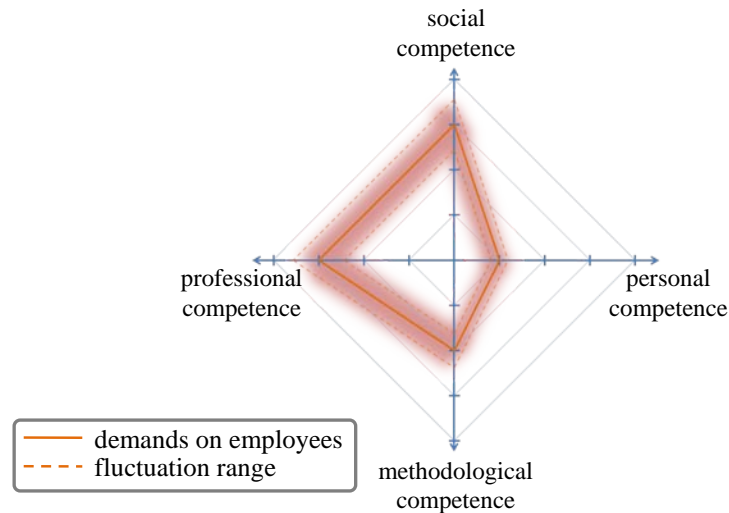 social
competence
professional
competence
personal
competence
demands on employees
fluctuation range
methodological
competence